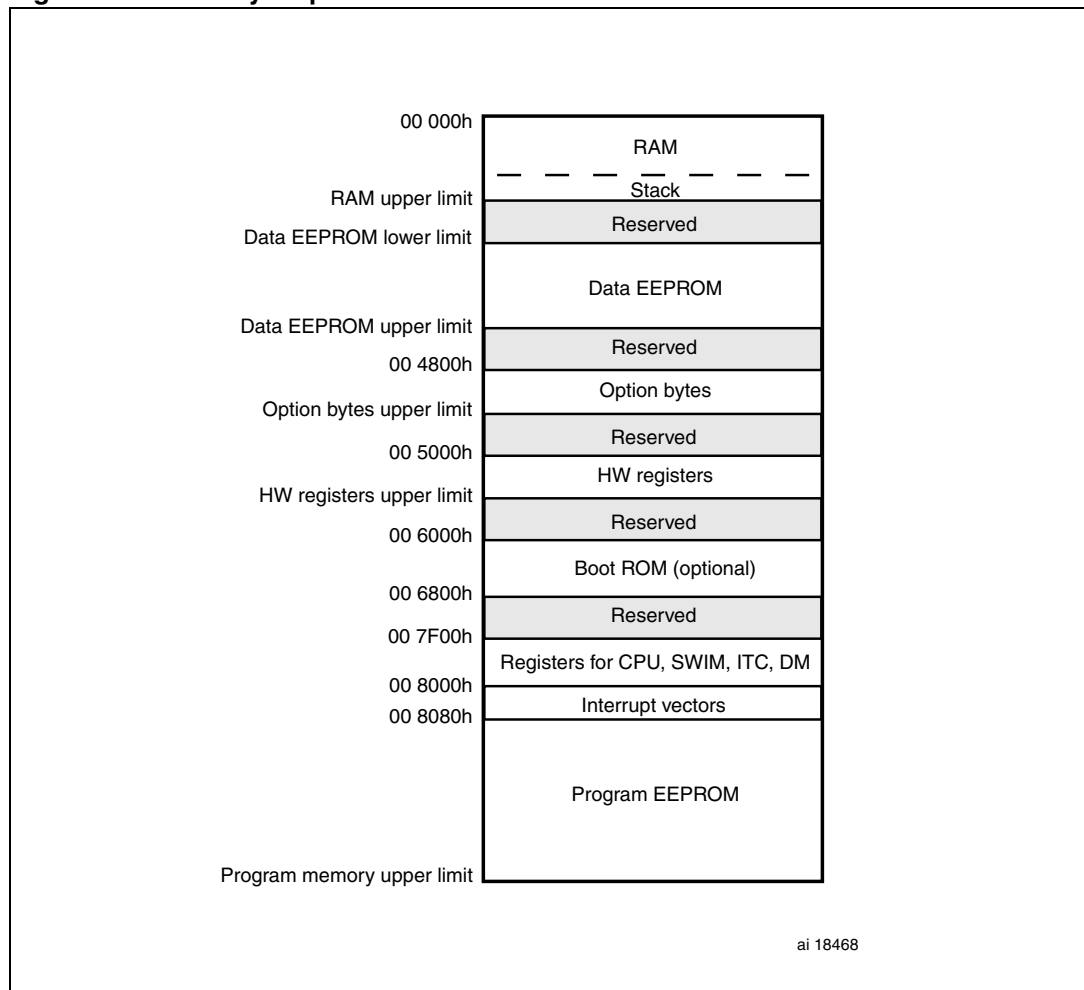 00 000h
RAM
Stack
RAM upper limit
Reserved
Data EEPROM lower limit
Data EEPROM
Data EEPROM upper limit
Reserved
00 4800h
Option bytes
Option bytes upper limit
Reserved
00 5000h
HW registers
HW registers upper limit
Reserved
00 6000h
Boot ROM (optional)
00 6800h
Reserved
00 7F00h
Registers for CPU, SWIM, ITC, DM
00 8000h
Interrupt vectors
00 8080h
Program EEPROM
Program memory upper limit
ai 18468